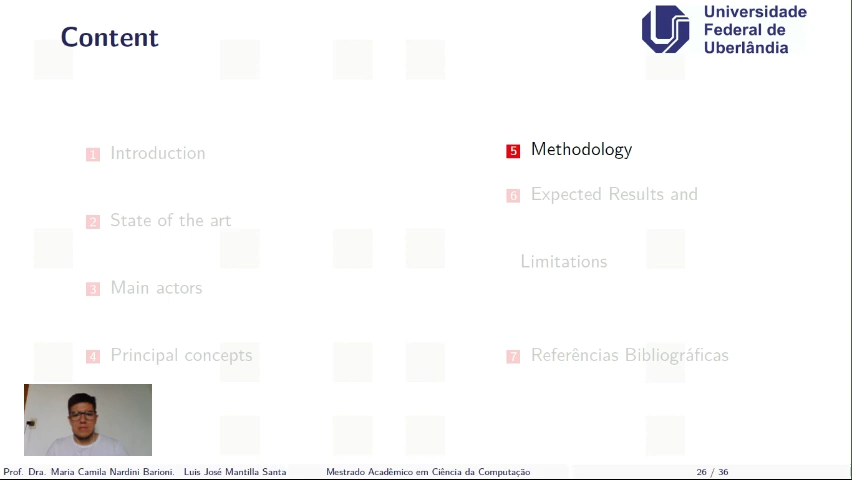 Content
Universidade
Federal de
Uberlândia
1 Introduction
2 State of the art
3 Main actors
4 Principal concepts
5 Methodology
6 Expected Results and
Limitations
7 Referências Bibliográficas
Prof. Dra. Maria Camila Nardini Barioni. Luis José Mantilla Santa Mestrado Acadêmico em Ciência da Computação 26 / 36